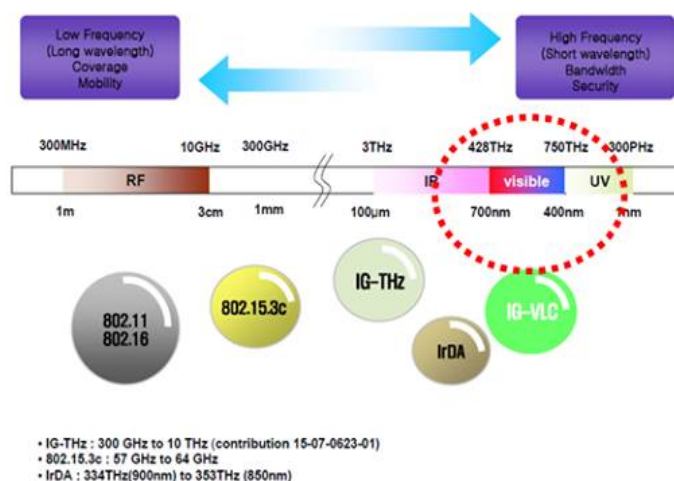 Low Frequency
(Long wavelength)
Coverage
Mobility
High Frequency
(Short wavelength)
Bandwidth
Security
300MHz 10GHz 300GHz 3THz 428THz 750THz 300PHz
RF IR visible UV
1m 3cm 1mm 100µm 700nm 400nm 1nm
802.11
802.16
802.15.3c
IG-THz
IrDA
IG-VLC
• IG-THz : 300 GHz to 10 THz (contribution 15-07-0623-01)
• 802.15.3c : 57 GHz to 64 GHz
• IrDA : 334THz(900nm) to 353THz (850nm)